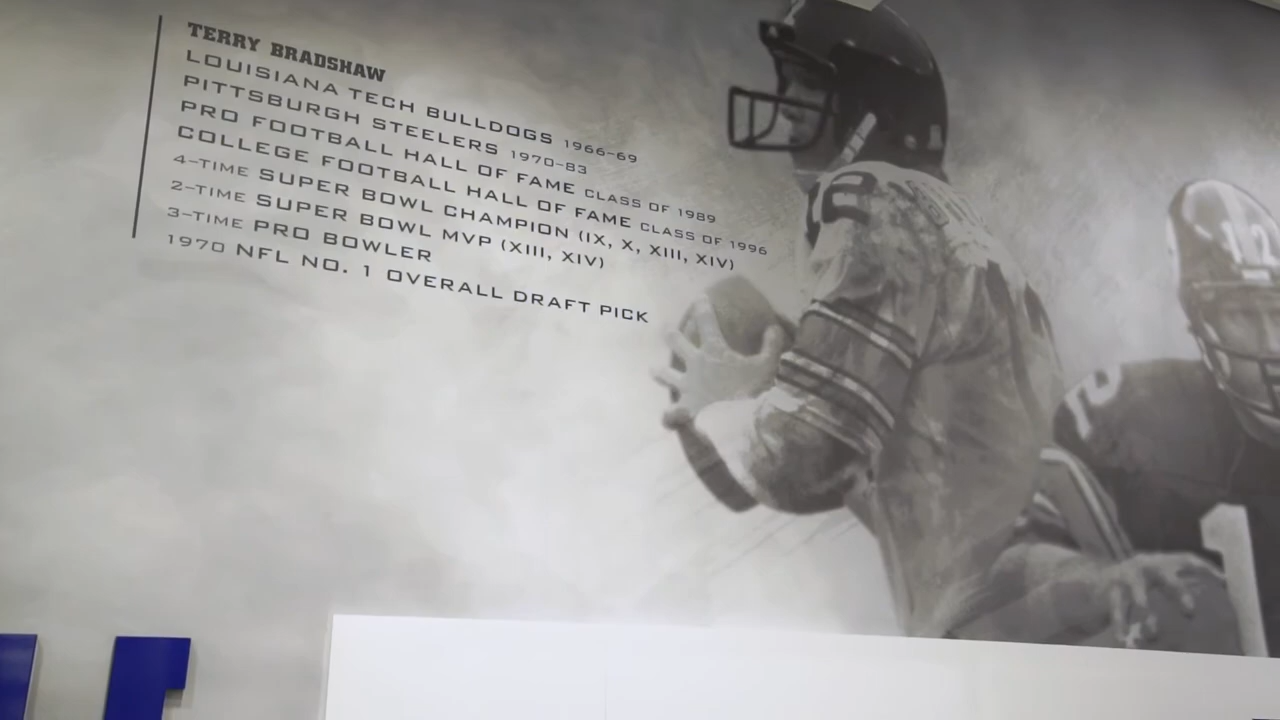 TERRY BRADSHAW
LOUISIANA TECH BULLDOGS 1966-69
PITTSBURGH STEELERS 1970-83
PRO FOOTBALL HALL OF FAME CLASS OF 1989
COLLEGE FOOTBALL HALL OF FAME CLASS OF 1996
4-TIME SUPER BOWL CHAMPION (IX, X, XIII, XIV)
2-TIME SUPER BOWL MVP (XIII, XIV)
3-TIME PRO BOWLER
1970 NFL NO. 1 OVERALL DRAFT PICK
12
12